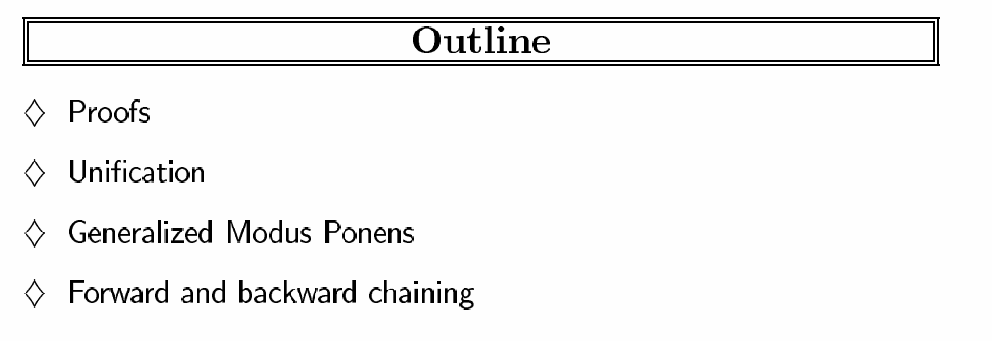 Outline
◇ Proofs
◇ Unification
◇ Generalized Modus Ponens
◇ Forward and backward chaining